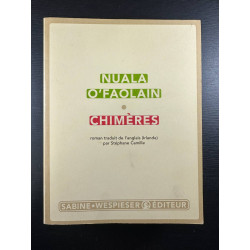 NUALA
O'FAOLAIN
CHIMÈRES
roman traduit de l'anglais (Irlande)
par Stéphane Camille
SABINE WESPIESER ÉDITEUR